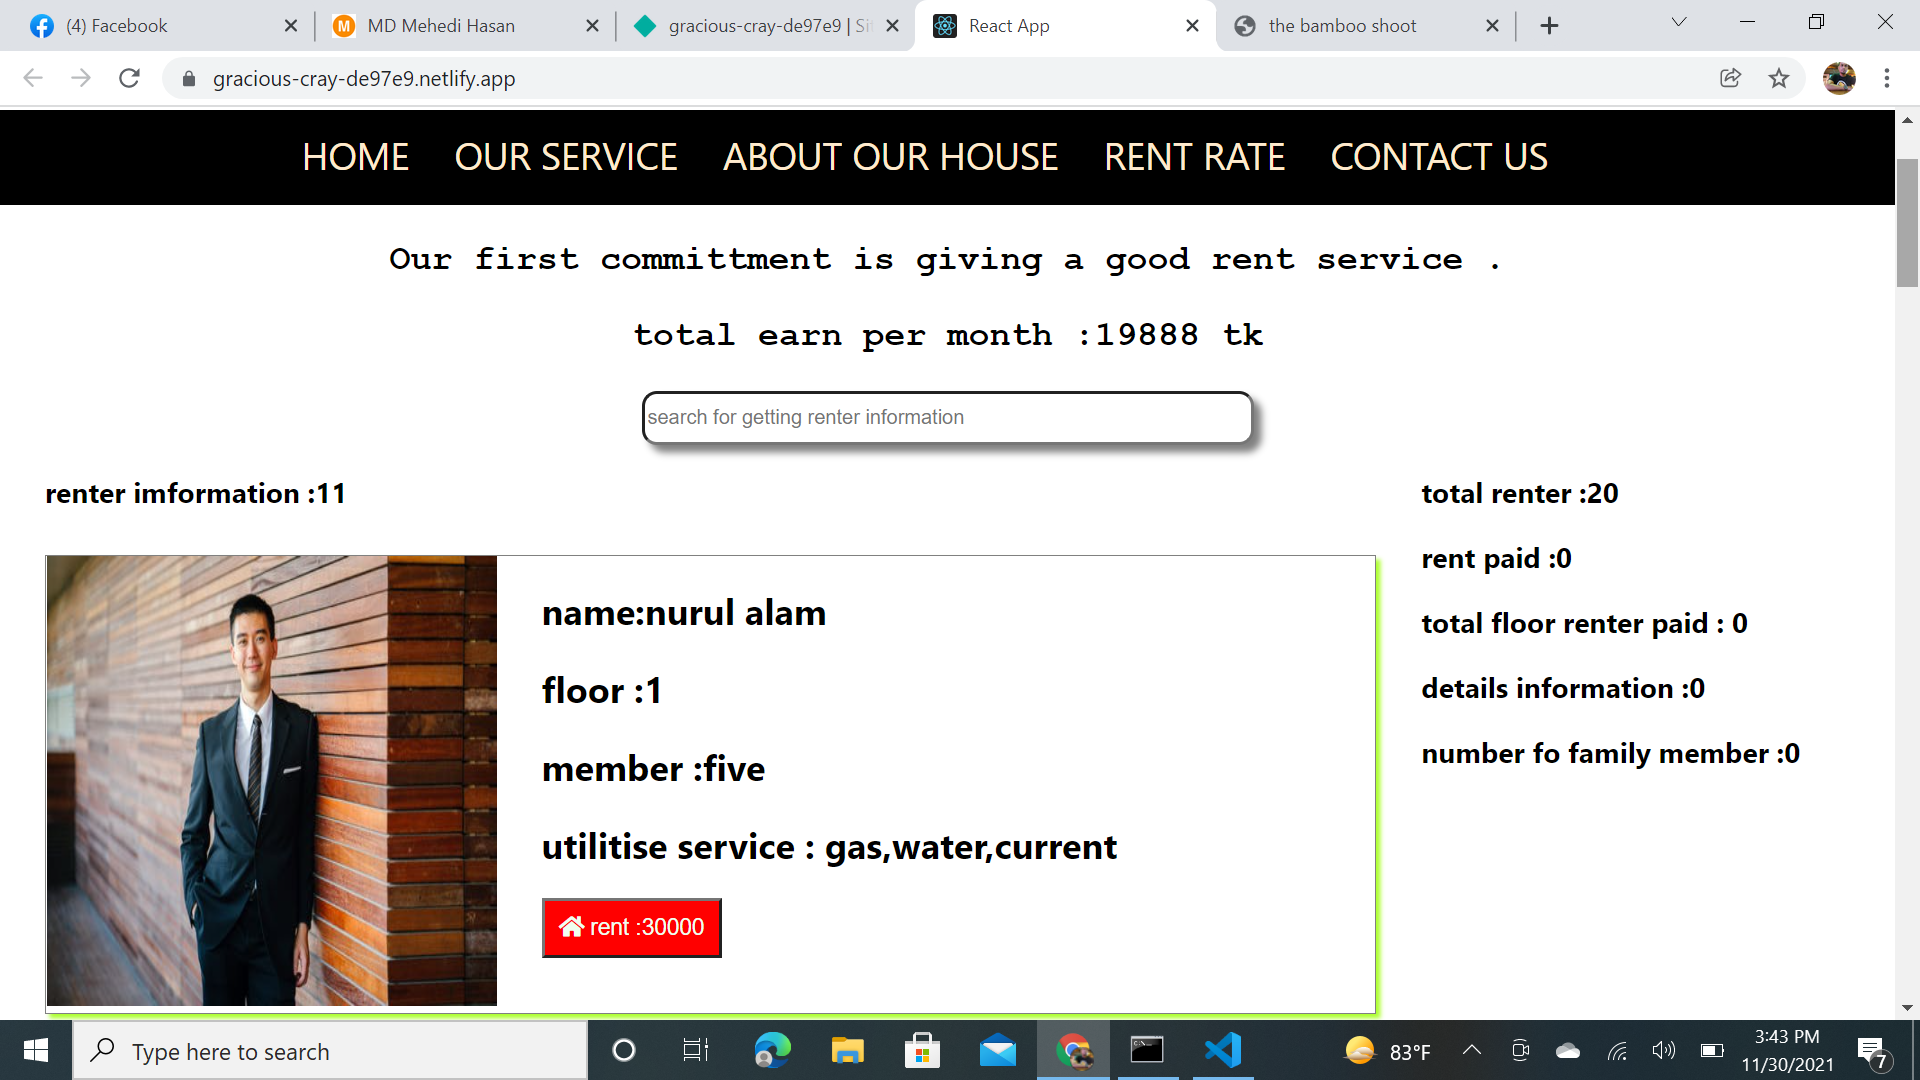 (4) Facebook
MD Mehedi Hasan
gracious-cray-de97e9 | Si
React App
the bamboo shoot
gracious-cray-de97e9.netlify.app
HOME OUR SERVICE ABOUT OUR HOUSE RENT RATE CONTACT US
Our first committment is giving a good rent service .
total earn per month :19888 tk
search for getting renter information
renter imformation :11
name:nurul alam
floor :1
member :five
utilitise service : gas,water,current
rent :30000
total renter :20
rent paid :0
total floor renter paid : 0
details information :0
number fo family member :0
Type here to search
83°F
3:43 PM
11/30/2021
7